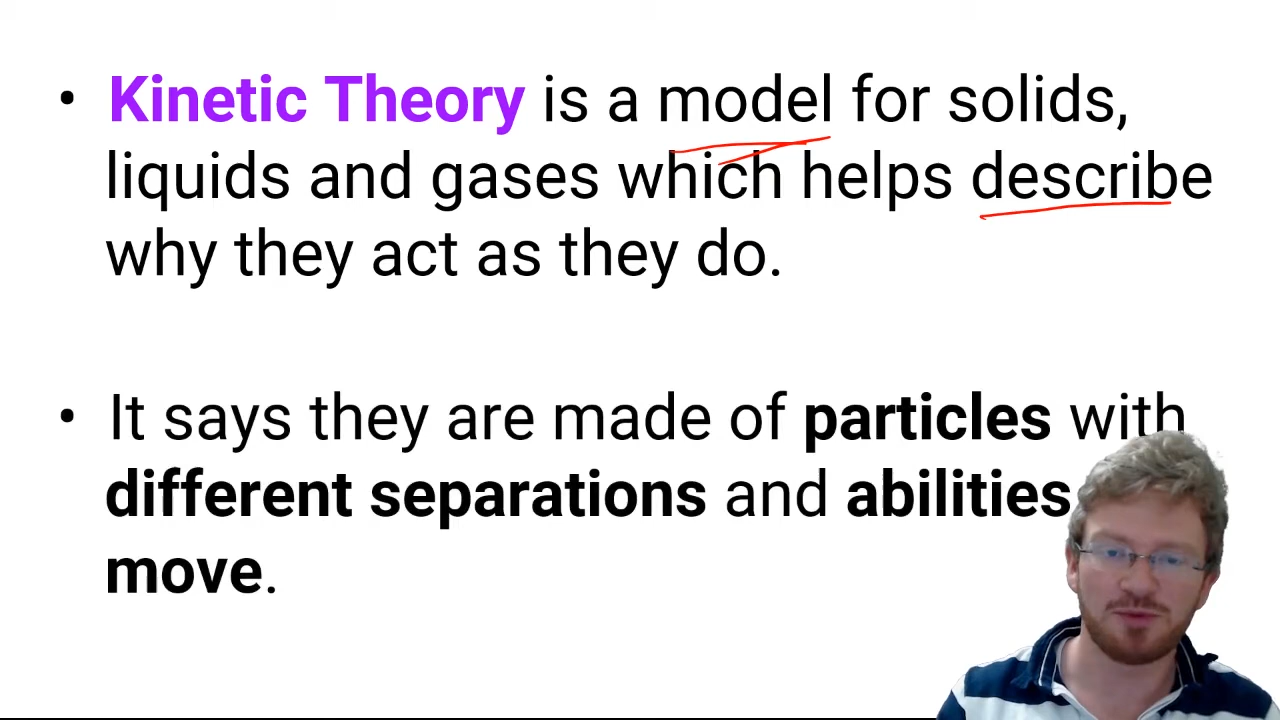 • Kinetic Theory is a model for solids,
liquids and gases which helps describe
why they act as they do.
• It says they are made of particles with
different separations and abilities
move.